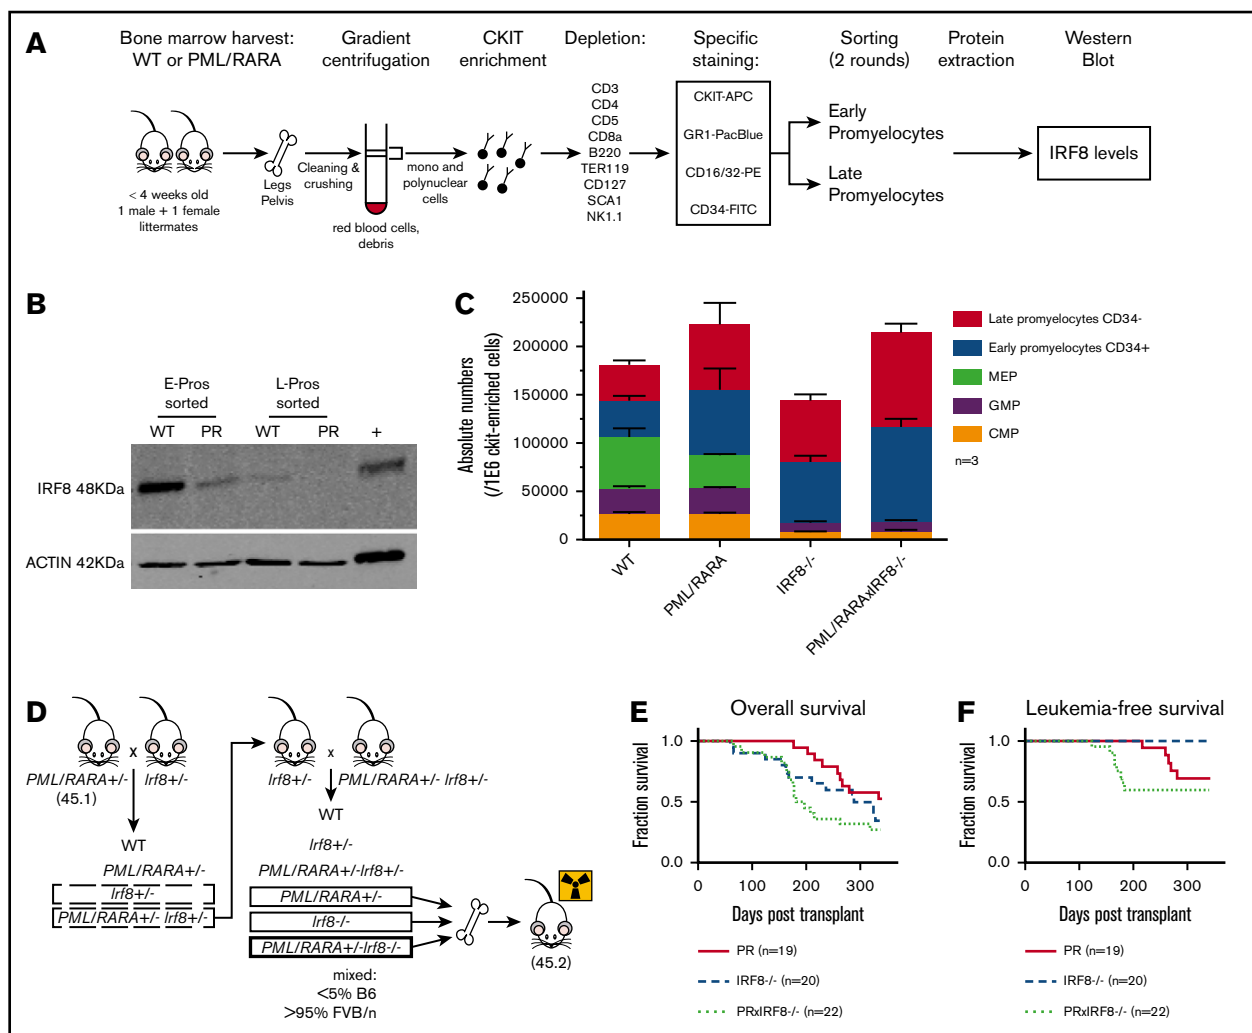 A
Bone marrow harvest:
WT or PML/RARA
Gradient
centrifugation
CKIT
enrichment
Depletion:
Specific
staining:
Sorting
(2 rounds)
Protein
extraction
Western
Blot
< 4 weeks old
1 male + 1 female
littermates
Legs
Pelvis
Cleaning &
crushing
red blood cells,
debris
mono and
polynuclear
cells
CD3
CD4
CD5
CD8a
B220
TER119
CD127
SCA1
NK1.1
CKIT-APC
GR1-PacBlue
CD16/32-PE
CD34-FITC
Early
Promyelocytes
Late
Promyelocytes
IRF8 levels
B
E-Pros
sorted
L-Pros
sorted
WT PR WT PR +
IRF8 48KDa
ACTIN 42KDa
C
Absolute numbers
(/1E6 ckit-enriched cells)
250000
200000
150000
100000
50000
0
WT
PML/RARA
IRF8-/-
PML/RARAxIRF8-/-
Late promyelocytes CD34-
Early promyelocytes CD34+
MEP
GMP
CMP
n=3
D
x
PML/RARA+/- Irf8+/-
(45.1)
WT
PML/RARA+/-
Irf8+/-
PML/RARA+/- Irf8+/-
x
Irf8+/- PML/RARA+/- Irf8+/-
WT
Irf8+/-
PML/RARA+/-Irf8+/-
PML/RARA+/-
Irf8-/-
PML/RARA+/-Irf8-/-
mixed:
<5% B6
>95% FVB/n
(45.2)
E
Overall survival
Fraction survival
1.0
0.5
0.0
0 100 200 300
Days post transplant
PR (n=19)
IRF8-/- (n=20)
PRxIRF8-/- (n=22)
F
Leukemia-free survival
Fraction survival
1.0
0.5
0.0
0 100 200 300
Days post transplant
PR (n=19)
IRF8-/- (n=20)
PRxIRF8-/- (n=22)